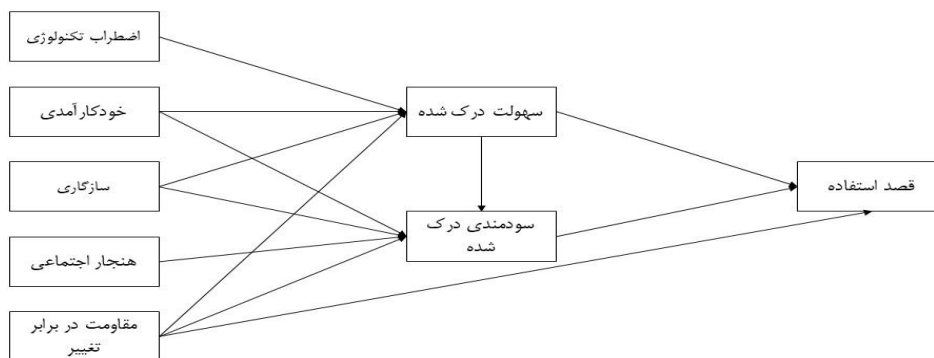 اضطراب تکنولوژی
خودکارآمدی
سهولت درک شده
سازگاری
قصد استفاده
سودمندی درک
شده
هنجار اجتماعی
مقاومت در برابر
تغییر